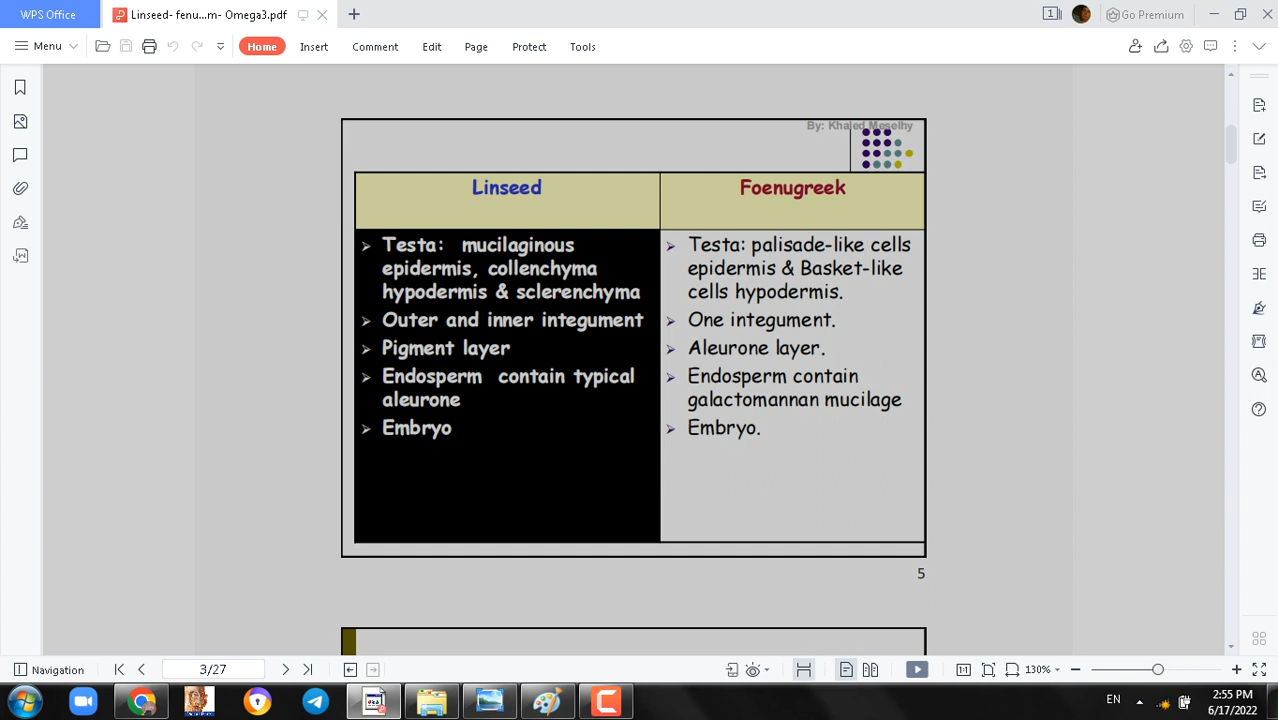 WPS Office
Linseed- fenu...m- Omega3.pdf
1
Go Premium
Menu
Home
Insert
Comment
Edit
Page
Protect
Tools
By: Khaled Meselhy
Linseed
Foenugreek
Testa: mucilaginous
epidermis, collenchyma
hypodermis & sclerenchyma
Outer and inner integument
Pigment layer
Endosperm contain typical
aleurone
Embryo
Testa: palisade-like cells
epidermis & Basket-like
cells hypodermis.
One integument.
Aleurone layer.
Endosperm contain
galactomannan mucilage
Embryo.
5
Navigation
3/27
130%
EN
2:55 PM
6/17/2022